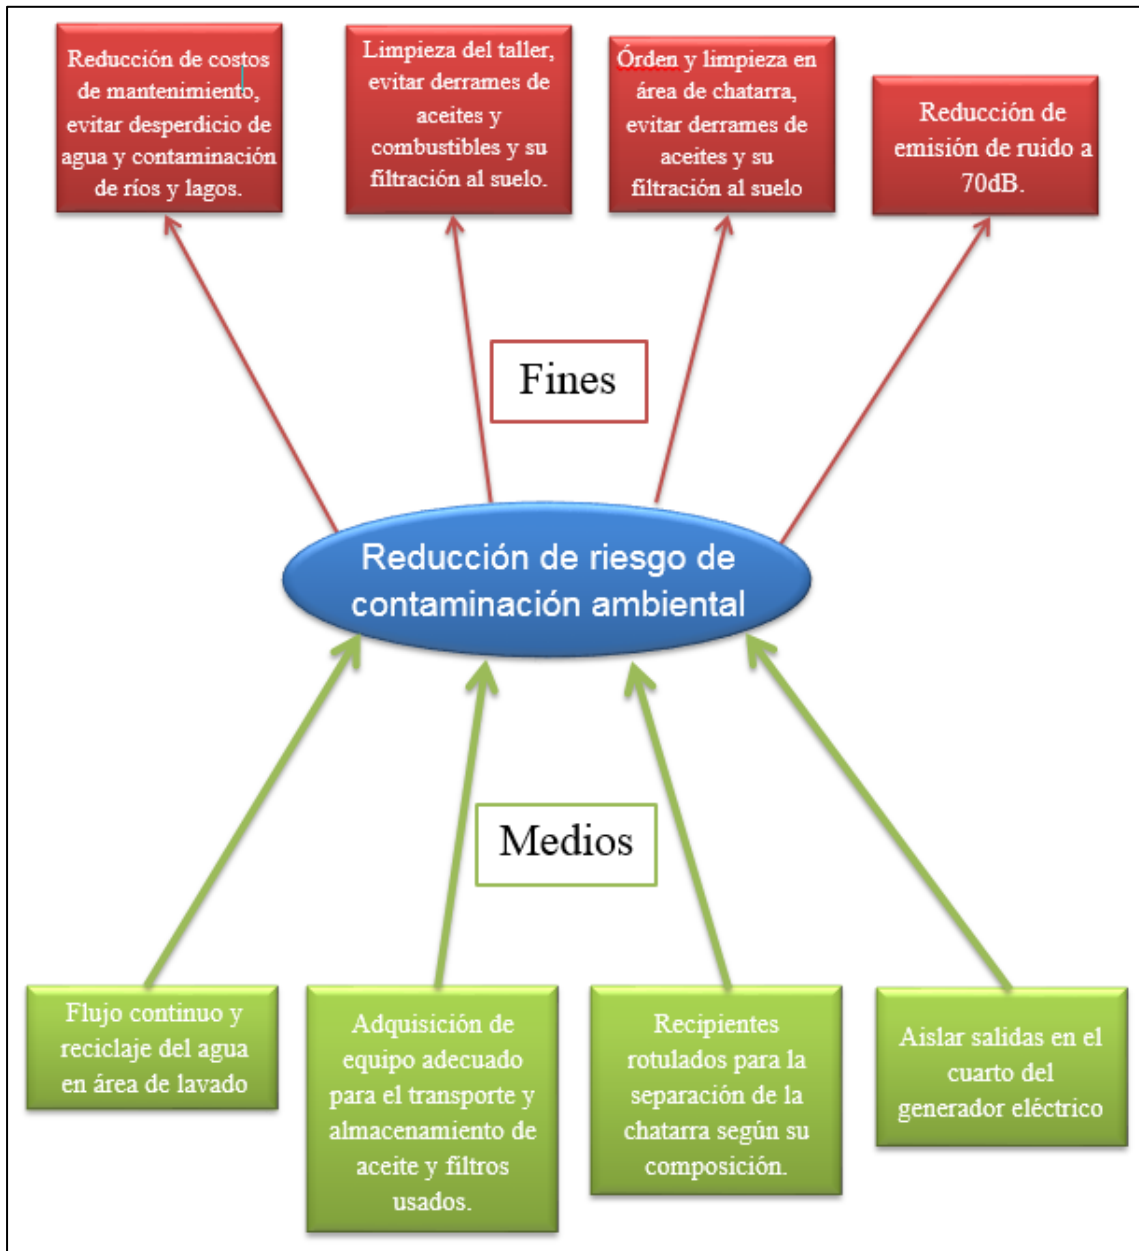 Reducción de costos
de mantenimiento,
evitar desperdicio de
agua y contaminación
de ríos y lagos.
Limpieza del taller,
evitar derrames de
aceites y
combustibles y su
filtración al suelo.
Órden y limpieza en
área de chatarra,
evitar derrames de
aceites y su
filtración al suelo
Reducción de
emisión de ruido a
70dB.
Fines
Reducción de riesgo de
contaminación ambiental
Medios
Flujo continuo y
reciclaje del agua
en área de lavado
Adquisición de
equipo adecuado
para el transporte y
almacenamiento de
aceite y filtros
usados.
Recipientes
rotulados para la
separación de la
chatarra según su
composición.
Aislar salidas en el
cuarto del
generador eléctrico